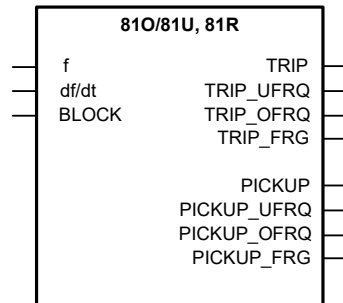 81O/81U, 81R
f TRIP
df/dt TRIP_UFRQ
BLOCK TRIP_OFRQ
TRIP_FRG
PICKUP
PICKUP_UFRQ
PICKUP_OFRQ
PICKUP_FRG